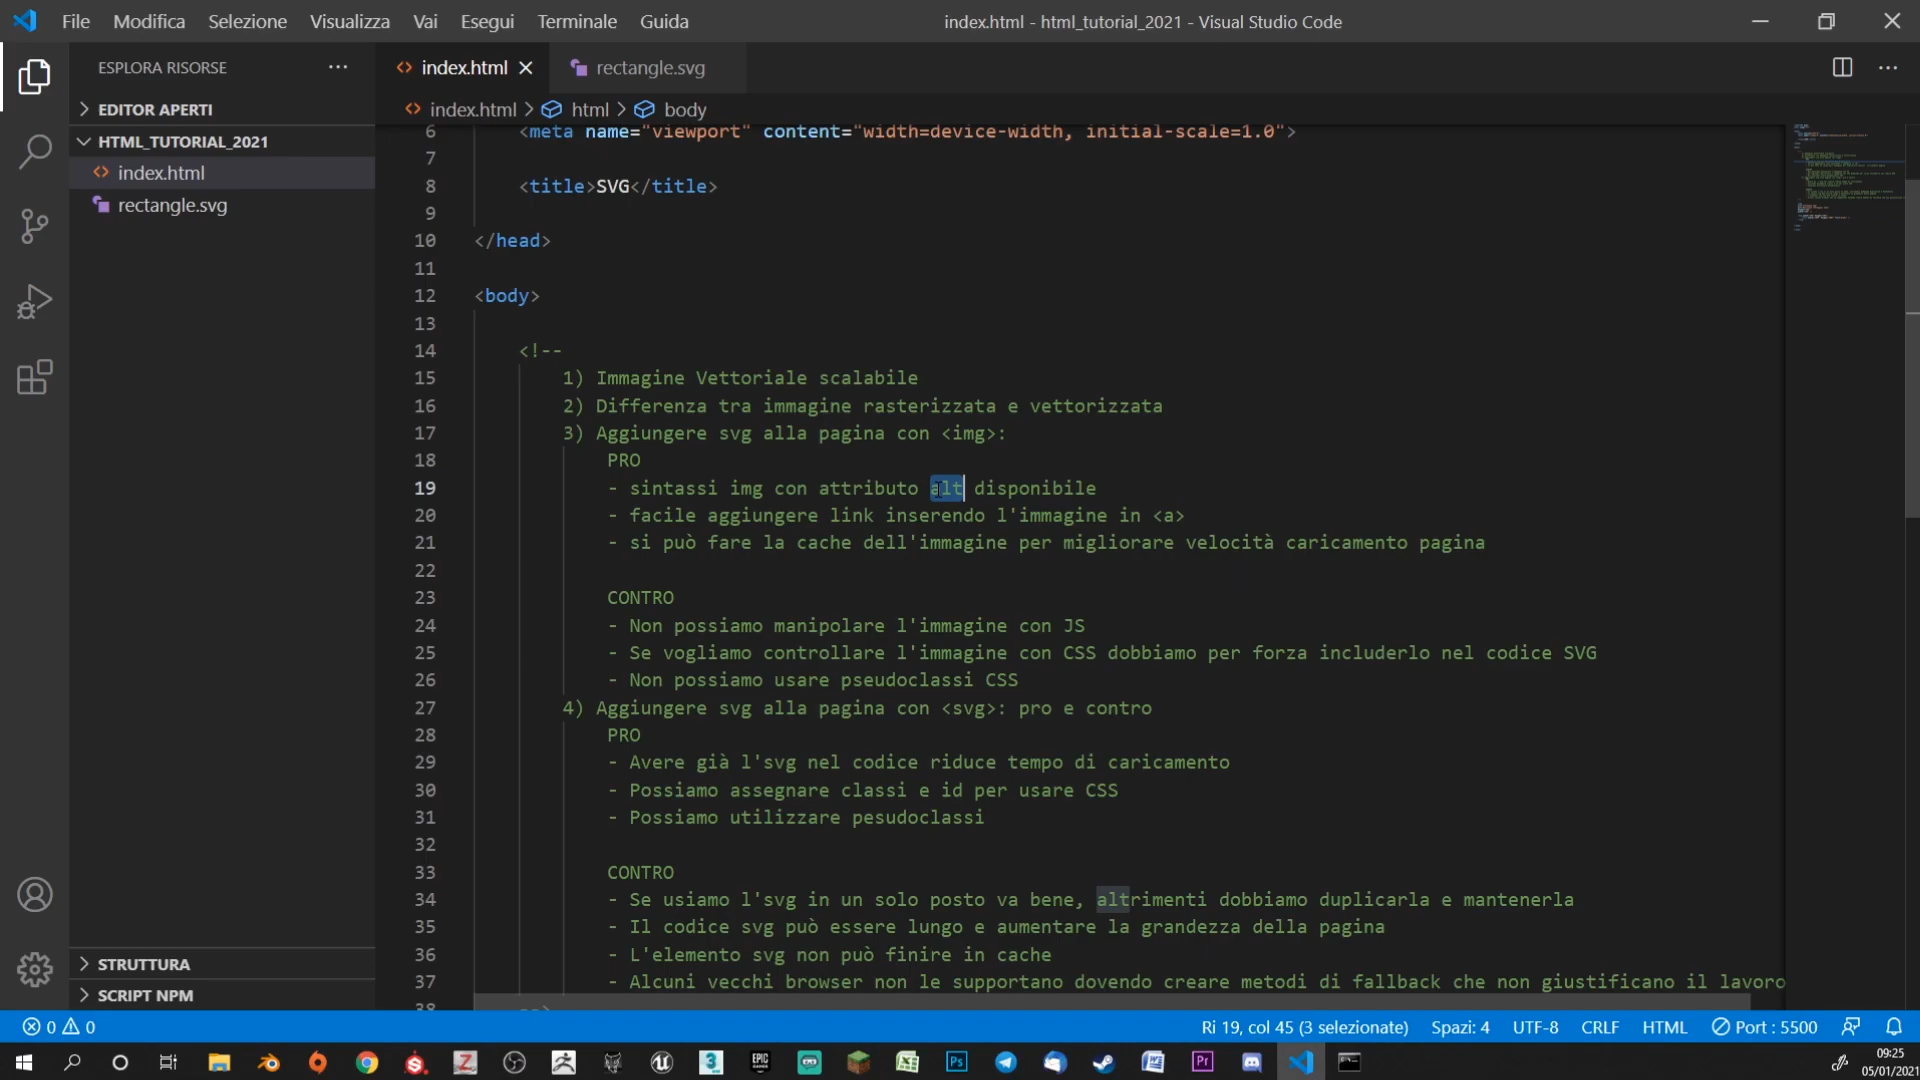 File Modifica Selezione Visualizza Vai Esegui Terminale Guida
index.html - html_tutorial_2021 - Visual Studio Code
ESPLORA RISORSE
index.html
rectangle.svg
EDITOR APERTI
index.html > html > body
HTML_TUTORIAL_2021
index.html
rectangle.svg
6 <meta name="viewport" content="width=device-width, initial-scale=1.0">
7
8 <title>SVG</title>
9
10 </head>
11
12 <body>
13
14 <!--
15 1) Immagine Vettoriale scalabile
16 2) Differenza tra immagine rasterizzata e vettorizzata
17 3) Aggiungere svg alla pagina con <img>:
18 PRO
19 - sintassi img con attributo alt disponibile
20 - facile aggiungere link inserendo l'immagine in <a>
21 - si può fare la cache dell'immagine per migliorare velocità caricamento pagina
22
23 CONTRO
24 - Non possiamo manipolare l'immagine con JS
25 - Se vogliamo controllare l'immagine con CSS dobbiamo per forza includerlo nel codice SVG
26 - Non possiamo usare pseudoclassi CSS
27 4) Aggiungere svg alla pagina con <svg>: pro e contro
28 PRO
29 - Avere già l'svg nel codice riduce tempo di caricamento
30 - Possiamo assegnare classi e id per usare CSS
31 - Possiamo utilizzare pesudoclassi
32
33 CONTRO
34 - Se usiamo l'svg in un solo posto va bene, altrimenti dobbiamo duplicarla e mantenerla
35 - Il codice svg può essere lungo e aumentare la grandezza della pagina
36 - L'elemento svg non può finire in cache
37 - Alcuni vecchi browser non le supportano dovendo creare metodi di fallback che non giustificano il lavoro
38 -->
STRUTTURA
SCRIPT NPM
0 0
Ri 19, col 45 (3 selezionate) Spazi: 4 UTF-8 CRLF HTML Port : 5500
09:25
05/01/2021